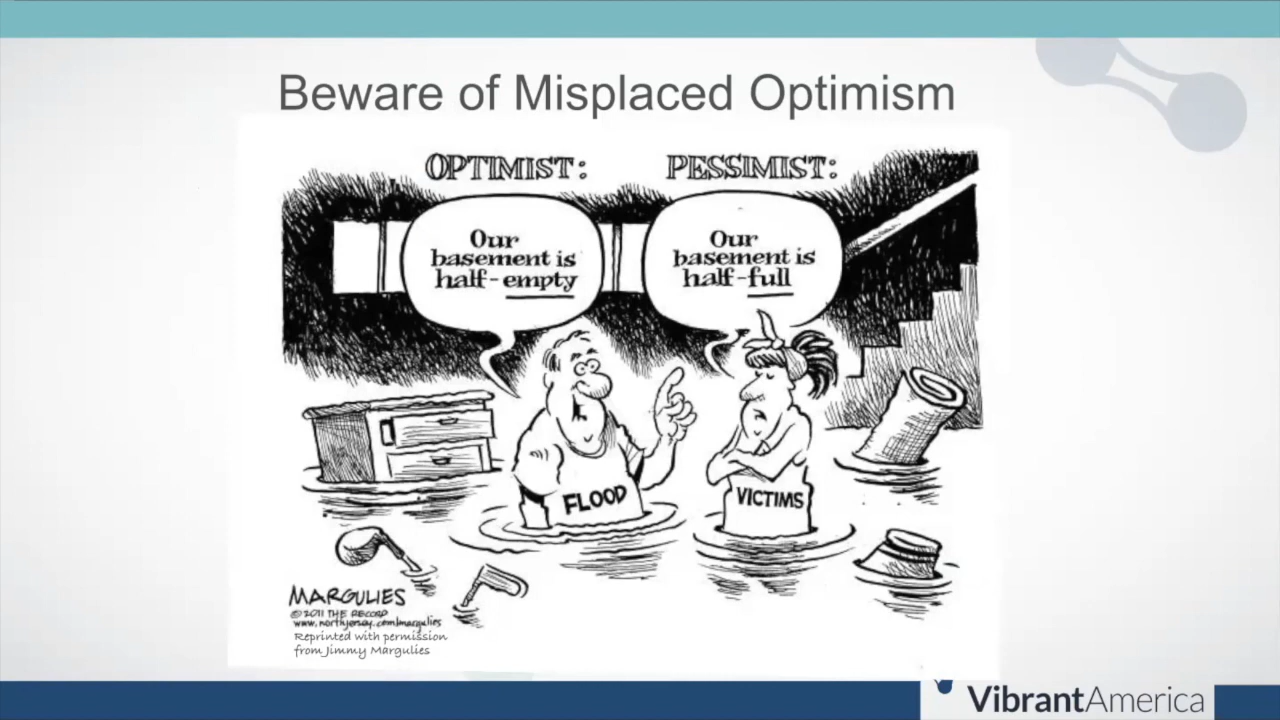 Beware of Misplaced Optimism
OPTIMIST:
PESSIMIST:
Our
basement is
half-empty
Our
basement is
half-full
FLOOD
VICTIMS
MARGULIES
©2011 THE RECORD
www.northjersey.com/margulies
Reprinted with permission
from Jimmy Margulies
VibrantAmerica